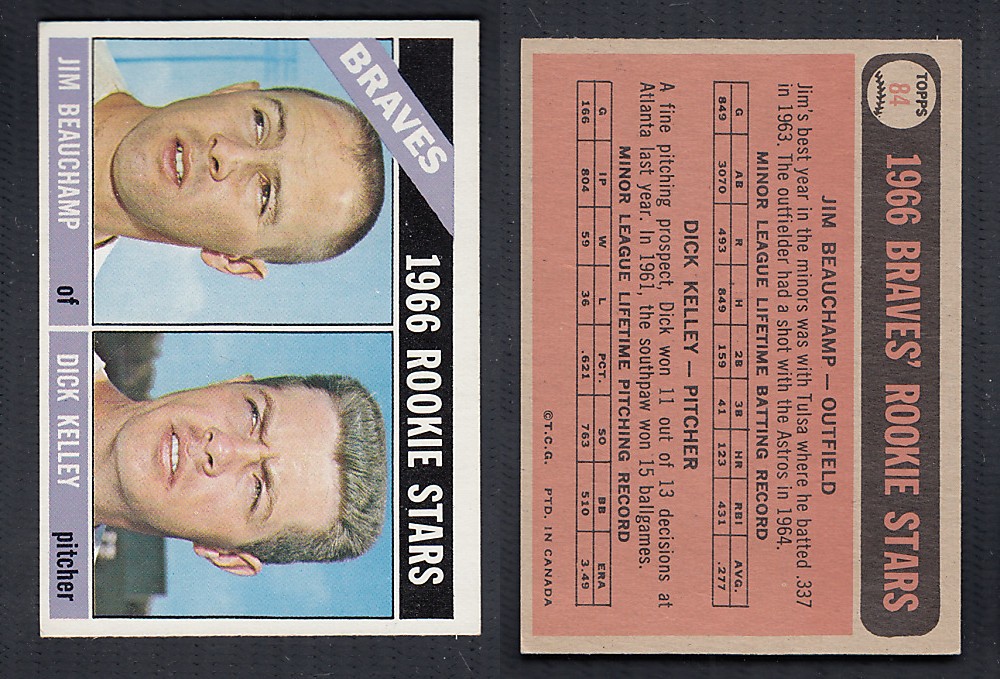 BRAVES
1966 ROOKIE STARS
JIM BEAUCHAMP of DICK KELLEY pitcher
TOPPS
84
1966 BRAVES' ROOKIE STARS
JIM BEAUCHAMP — OUTFIELD
Jim's best year in the minors was with Tulsa where he batted .337
in 1963. The outfielder had a shot with the Astros in 1964.
MINOR LEAGUE LIFETIME BATTING RECORD
G AB R H 2B 3B HR RBI AVG.
849 3070 493 849 159 41 123 431 .277
DICK KELLEY — PITCHER
A fine pitching prospect, Dick won 11 out of 13 decisions at
Atlanta last year. In 1961, the southpaw won 15 ballgames.
MINOR LEAGUE LIFETIME PITCHING RECORD
G IP W L PCT. SO BB ERA
166 804 59 36 .621 763 510 3.49
©T.C.G. PTD. IN CANADA